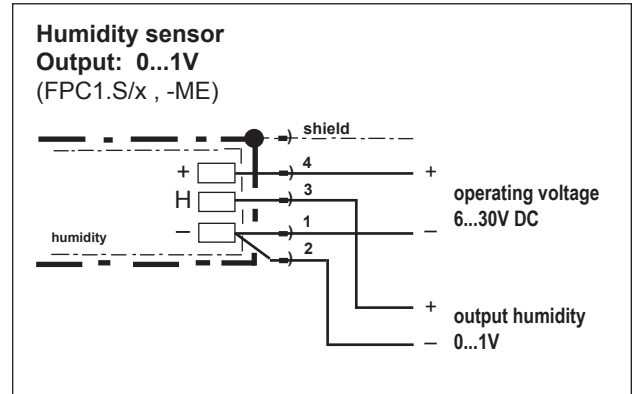 Humidity sensor
Output: 0...1V
(FPC1.S/x , -ME)
shield
+ 4 +
H 3
operating voltage
6...30V DC
– 1 –
humidity
2
+ output humidity
– 0...1V